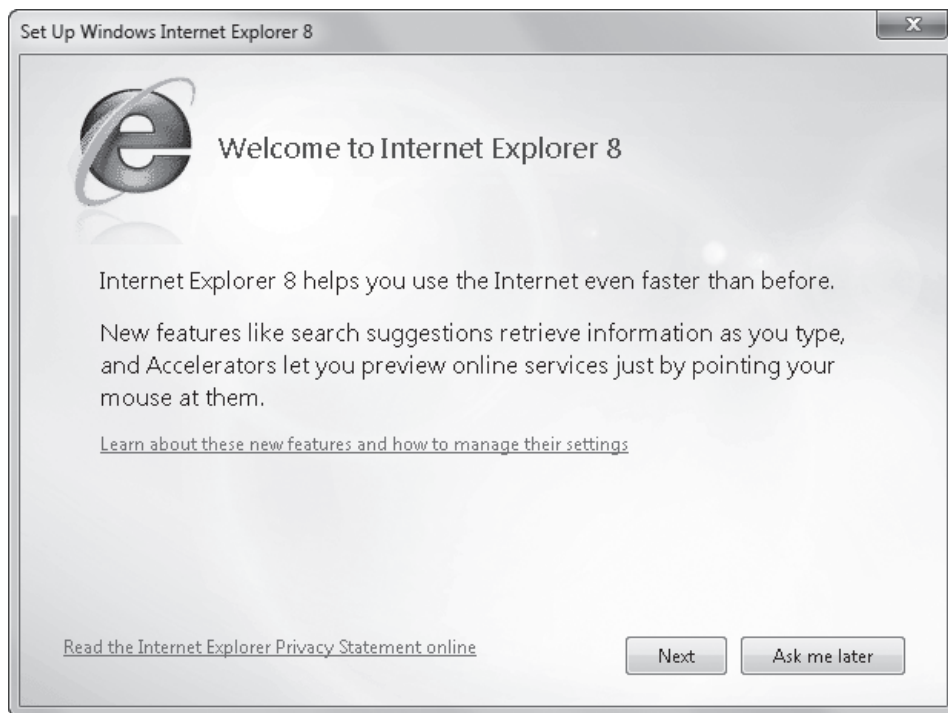 Set Up Windows Internet Explorer 8
Welcome to Internet Explorer 8
Internet Explorer 8 helps you use the Internet even faster than before.
New features like search suggestions retrieve information as you type,
and Accelerators let you preview online services just by pointing your
mouse at them.
Learn about these new features and how to manage their settings
Read the Internet Explorer Privacy Statement online
Next
Ask me later